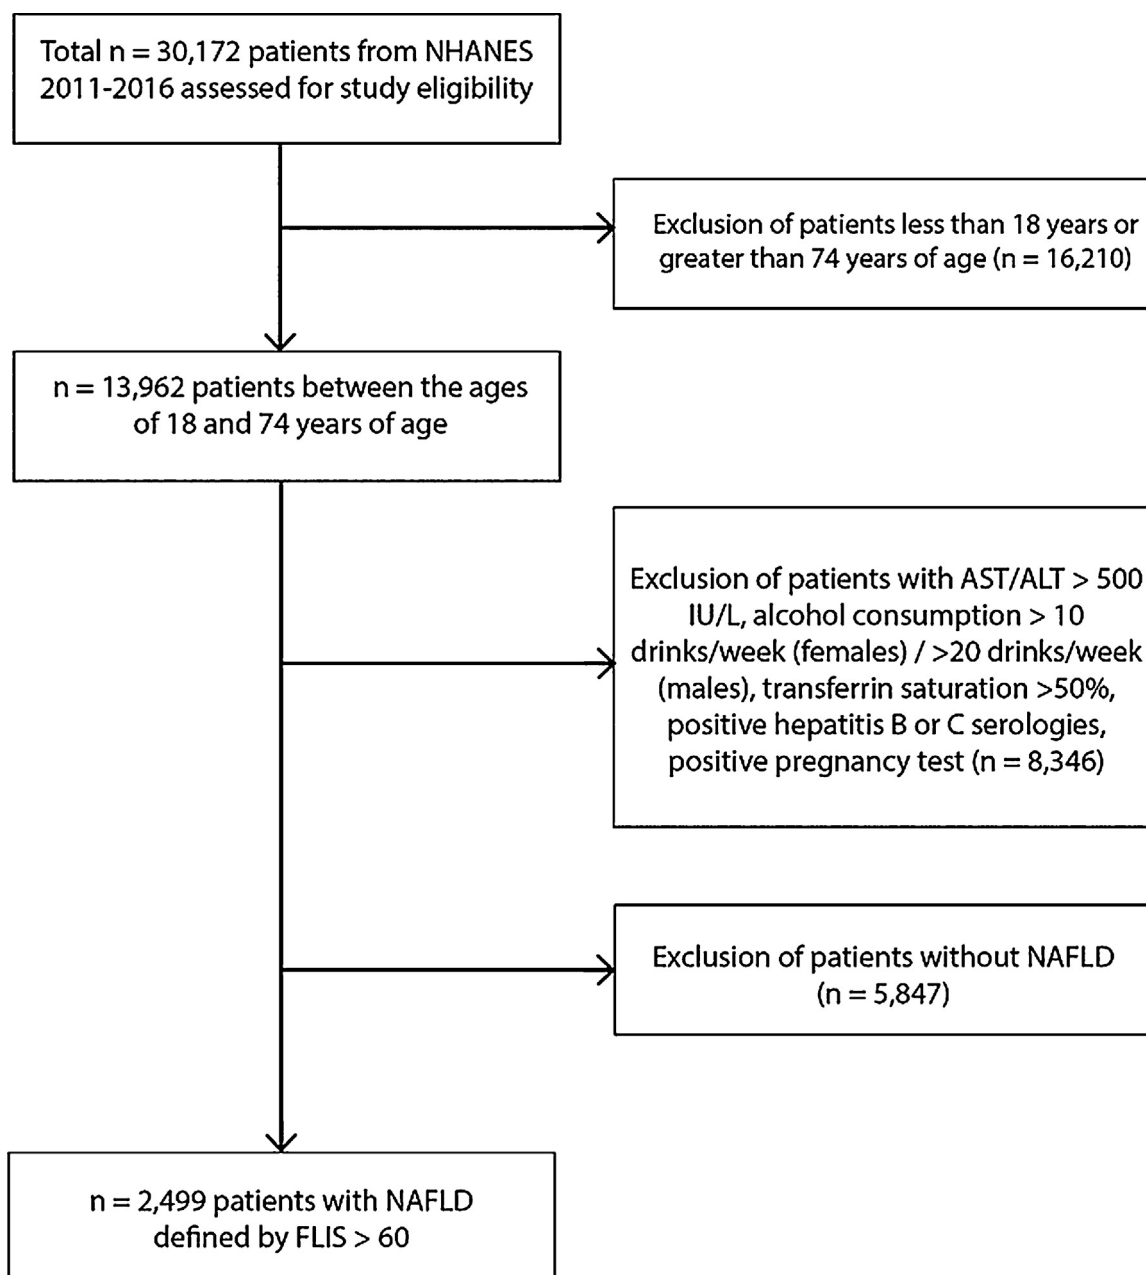 Total n = 30,172 patients from NHANES
2011-2016 assessed for study eligibility
Exclusion of patients less than 18 years or
greater than 74 years of age (n = 16,210)
n = 13,962 patients between the ages
of 18 and 74 years of age
Exclusion of patients with AST/ALT > 500
IU/L, alcohol consumption > 10
drinks/week (females) / >20 drinks/week
(males), transferrin saturation >50%,
positive hepatitis B or C serologies,
positive pregnancy test (n = 8,346)
Exclusion of patients without NAFLD
(n = 5,847)
n = 2,499 patients with NAFLD
defined by FLIS > 60